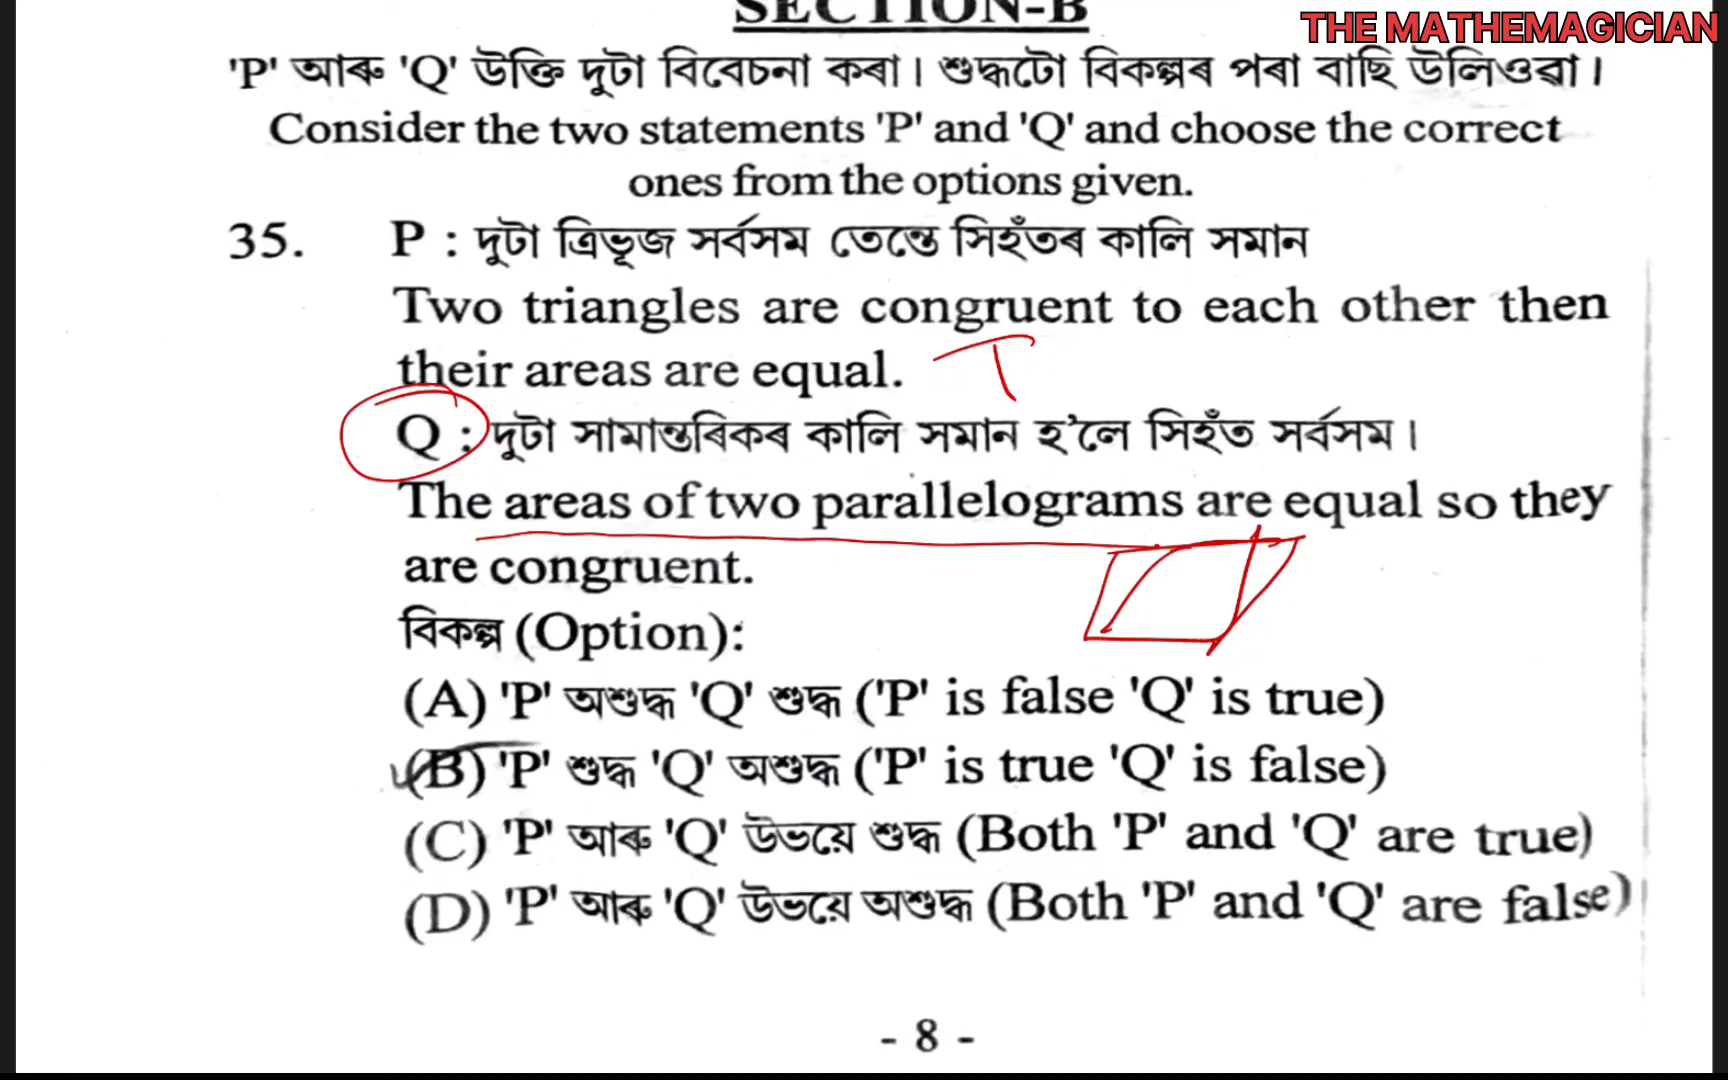 SECTION-B
THE MATHEMAGICIAN
'P' আৰু 'Q' উক্তি দুটা বিবেচনা কৰা। শুদ্ধটো বিকল্পৰ পৰা বাছি উলিওৱা।
Consider the two statements 'P' and 'Q' and choose the correct
ones from the options given.
35. P : দুটা ত্ৰিভূজ সৰ্বসম তেন্তে সিহঁতৰ কালি সমান
Two triangles are congruent to each other then
their areas are equal. T
Q : দুটা সামান্তৰিকৰ কালি সমান হ'লে সিহঁত সৰ্বসম।
The areas of two parallelograms are equal so they
are congruent.
বিকল্প (Option):
(A) 'P' অশুদ্ধ 'Q' শুদ্ধ ('P' is false 'Q' is true)
(B) 'P' শুদ্ধ 'Q' অশুদ্ধ ('P' is true 'Q' is false)
(C) 'P' আৰু 'Q' উভয়ে শুদ্ধ (Both 'P' and 'Q' are true)
(D) 'P' আৰু 'Q' উভয়ে অশুদ্ধ (Both 'P' and 'Q' are false)
- 8 -